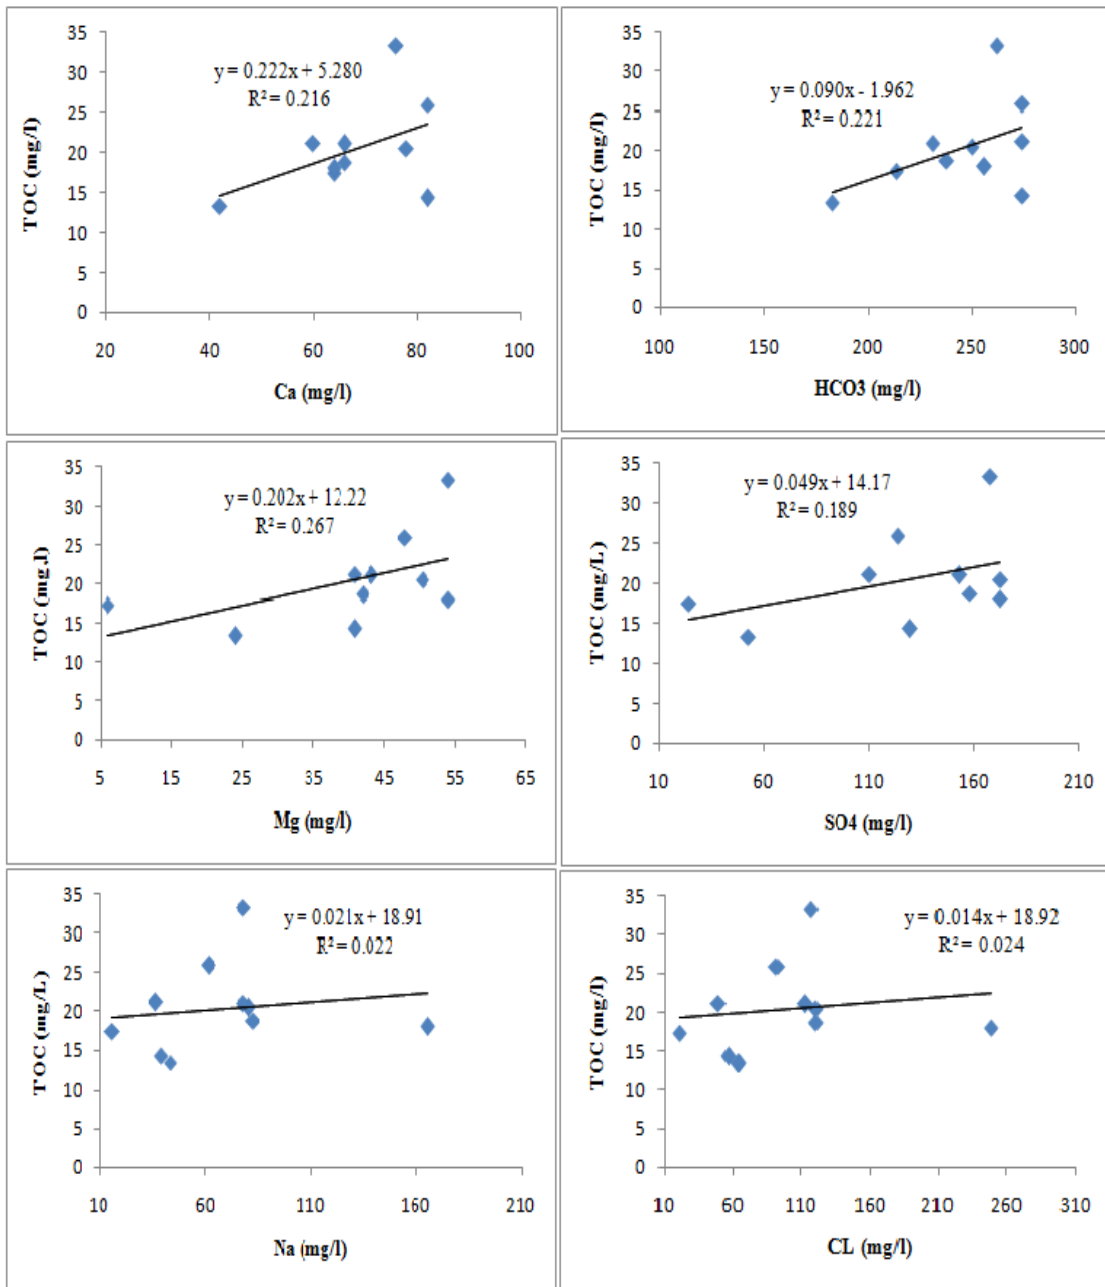 35
30
25
20
15
10
5
0
TOC (mg/l)
y = 0.222x + 5.280
R² = 0.216
20 40 60 80 100
Ca (mg/l)
35
30
25
20
15
10
5
0
TOC (mg/l)
y = 0.090x - 1.962
R² = 0.221
100 150 200 250 300
HCO3 (mg/l)
35
30
25
20
15
10
5
0
TOC (mg.l)
y = 0.202x + 12.22
R² = 0.267
5 15 25 35 45 55 65
Mg (mg/l)
35
30
25
20
15
10
5
0
TOC (mg/L)
y = 0.049x + 14.17
R² = 0.189
10 60 110 160 210
SO4 (mg/l)
35
30
25
20
15
10
5
0
TOC (mg/L)
y = 0.021x + 18.91
R² = 0.022
10 60 110 160 210
Na (mg/l)
35
30
25
20
15
10
5
0
TOC (mg/l)
y = 0.014x + 18.92
R² = 0.024
10 60 110 160 210 260 310
CL (mg/l)